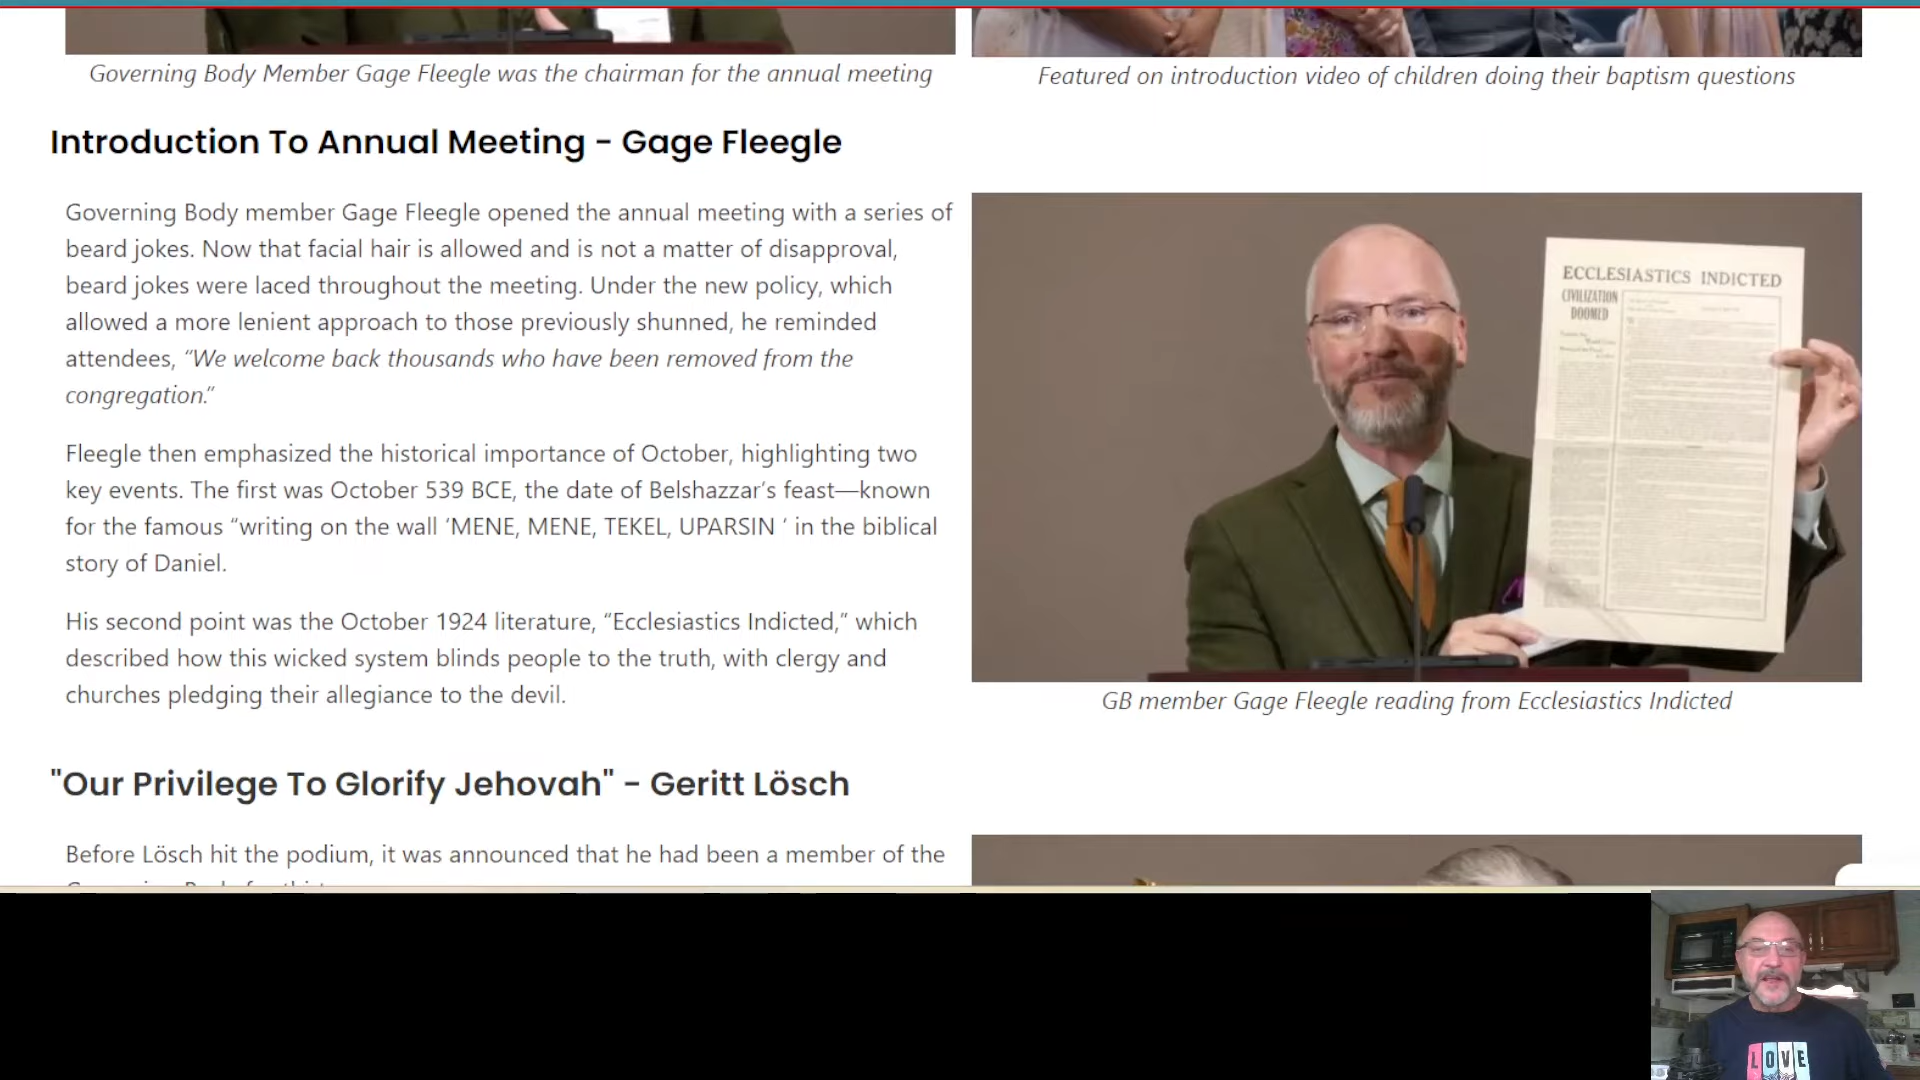 Governing Body Member Gage Fleegle was the chairman for the annual meeting
Featured on introduction video of children doing their baptism questions
Introduction To Annual Meeting - Gage Fleegle
Governing Body member Gage Fleegle opened the annual meeting with a series of
beard jokes. Now that facial hair is allowed and is not a matter of disapproval,
beard jokes were laced throughout the meeting. Under the new policy, which
allowed a more lenient approach to those previously shunned, he reminded
attendees, “We welcome back thousands who have been removed from the
congregation.”
Fleegle then emphasized the historical importance of October, highlighting two
key events. The first was October 539 BCE, the date of Belshazzar’s feast—known
for the famous “writing on the wall ‘MENE, MENE, TEKEL, UPARSIN ‘ in the biblical
story of Daniel.
His second point was the October 1924 literature, “Ecclesiastics Indicted,” which
described how this wicked system blinds people to the truth, with clergy and
churches pledging their allegiance to the devil.
ECCLESIASTICS INDICTED
CIVILIZATION
DOOMED
GB member Gage Fleegle reading from Ecclesiastics Indicted
"Our Privilege To Glorify Jehovah" - Geritt Lösch
Before Lösch hit the podium, it was announced that he had been a member of the
LOVE